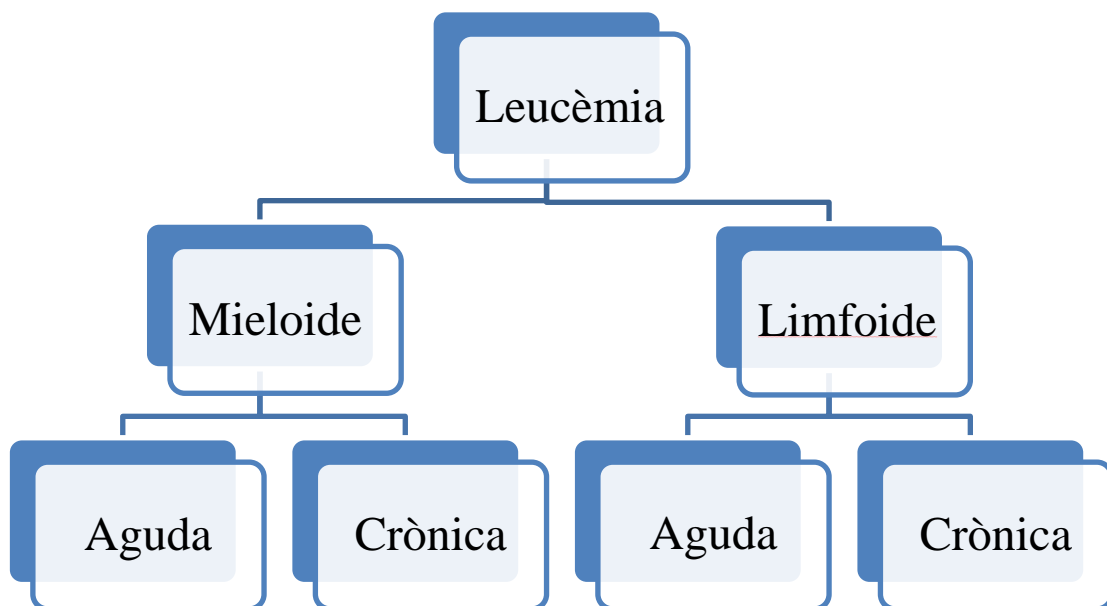 Leucèmia
Mieloide
Limfoide
Aguda
Crònica
Aguda
Crònica